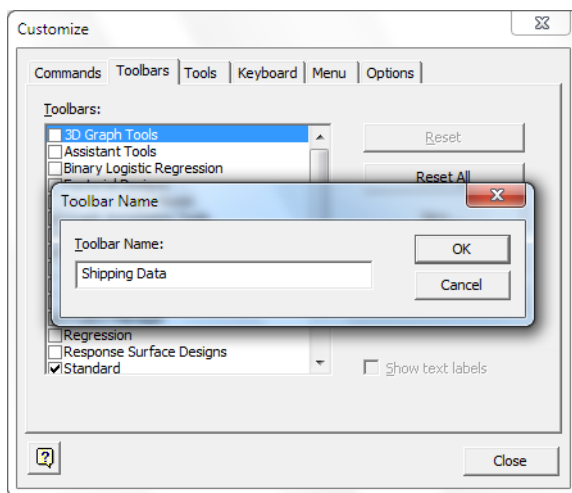 Customize
Commands Toolbars Tools Keyboard Menu Options
Toolbars:
3D Graph Tools
Reset
Assistant Tools
Binary Logistic Regression
Reset All
Toolbar Name
Toolbar Name:
OK
Shipping Data
Cancel
Regression
Response Surface Designs
Standard
Show text labels
Close